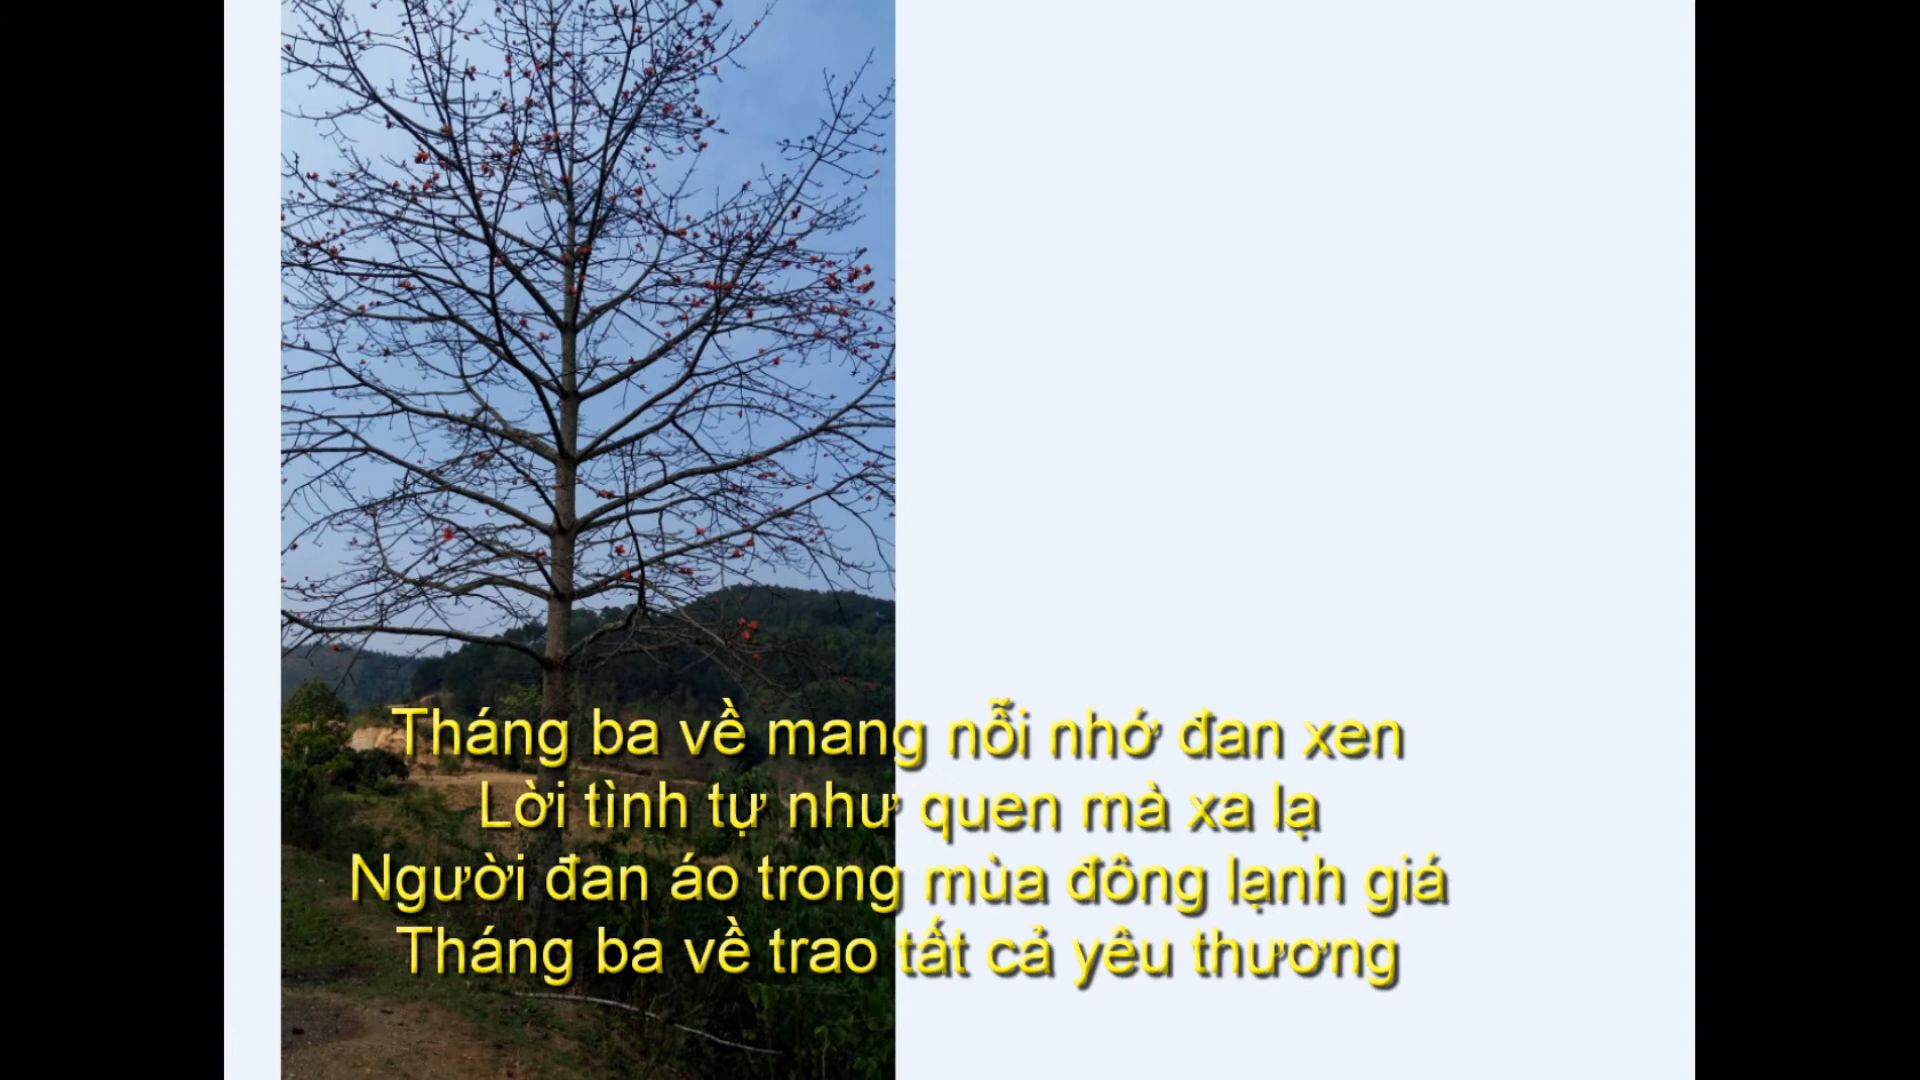 Tháng ba về mang nỗi nhớ đan xen
Lời tình tự như quen mà xa lạ
Người đan áo trong mùa đông lạnh giá
Tháng ba về trao tất cả yêu thương